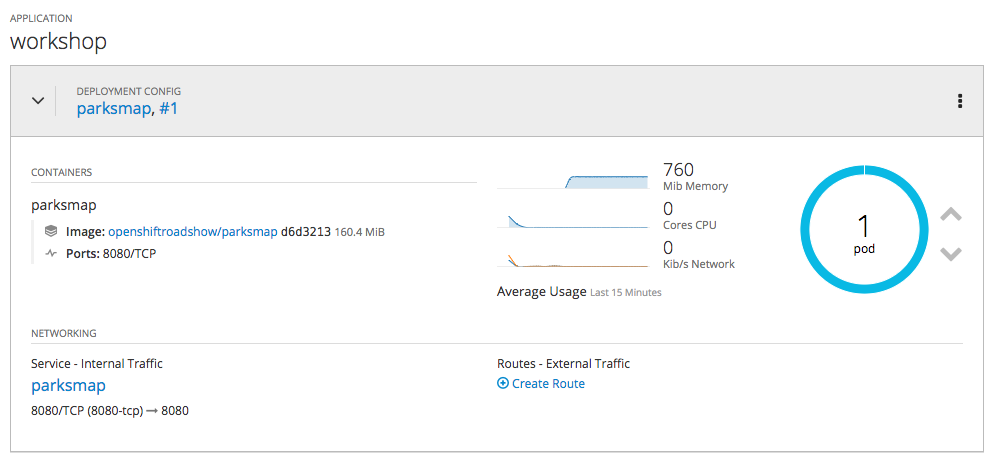 APPLICATION
workshop
DEPLOYMENT CONFIG
parksmap, #1
CONTAINERS
parksmap
Image: openshiftroadshow/parksmap d6d3213 160.4 MiB
Ports: 8080/TCP
760
Mib Memory
0
Cores CPU
0
Kib/s Network
Average Usage Last 15 Minutes
1
pod
NETWORKING
Service - Internal Traffic
parksmap
8080/TCP (8080-tcp) → 8080
Routes - External Traffic
Create Route